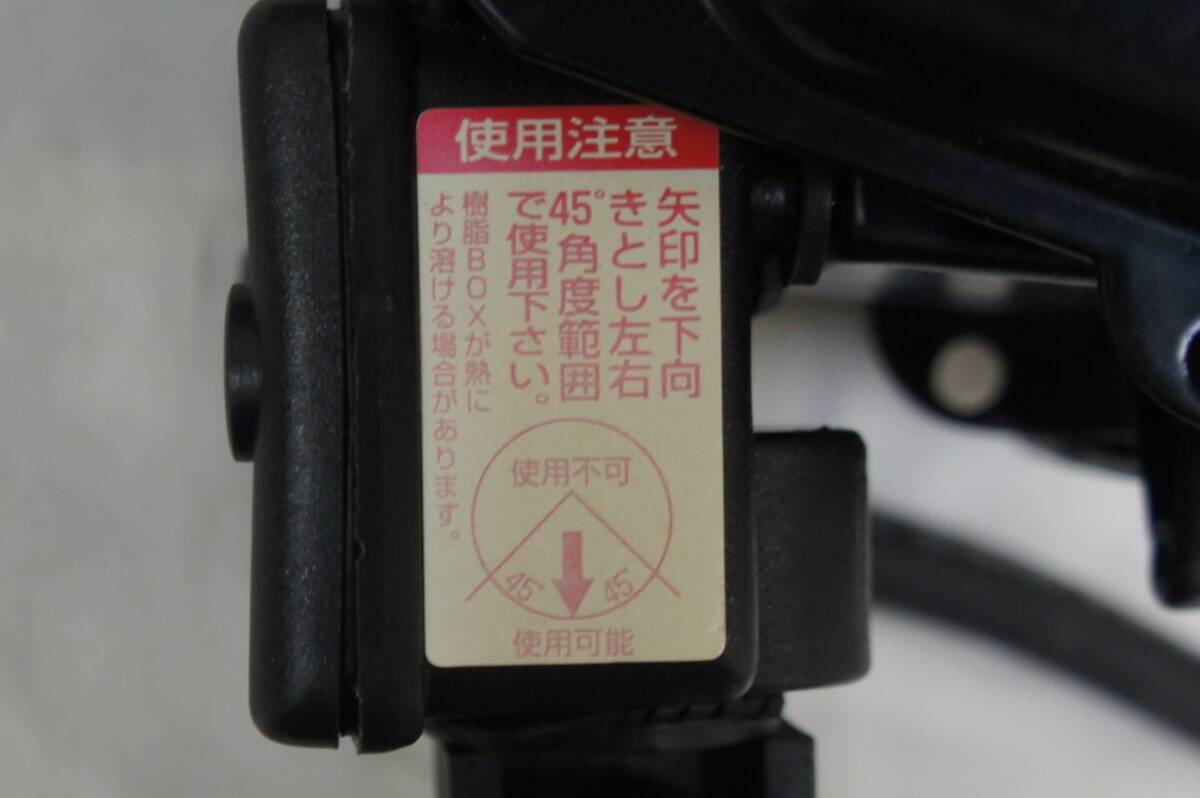 使用注意
矢印を下向
きとし左右
45°角度範囲
で使用下さい。
樹脂BOXが熱に
より溶ける場合があります。
使用不可
45°
45°
使用可能